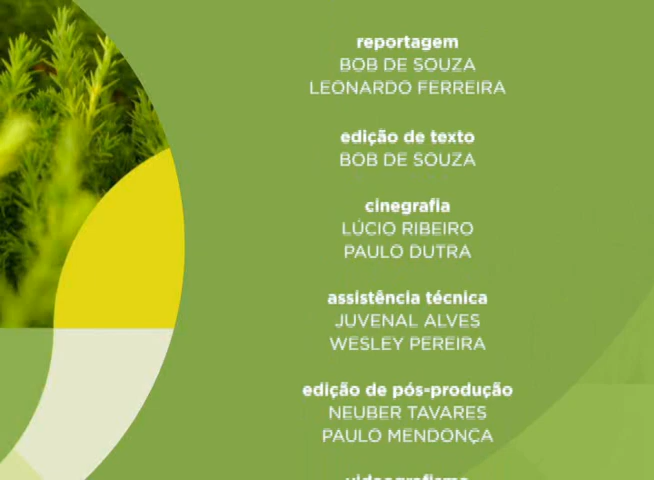 reportagem
BOB DE SOUZA
LEONARDO FERREIRA
edição de texto
BOB DE SOUZA
cinegrafia
LÚCIO RIBEIRO
PAULO DUTRA
assistência técnica
JUVENAL ALVES
WESLEY PEREIRA
edição de pós-produção
NEUBER TAVARES
PAULO MENDONÇA